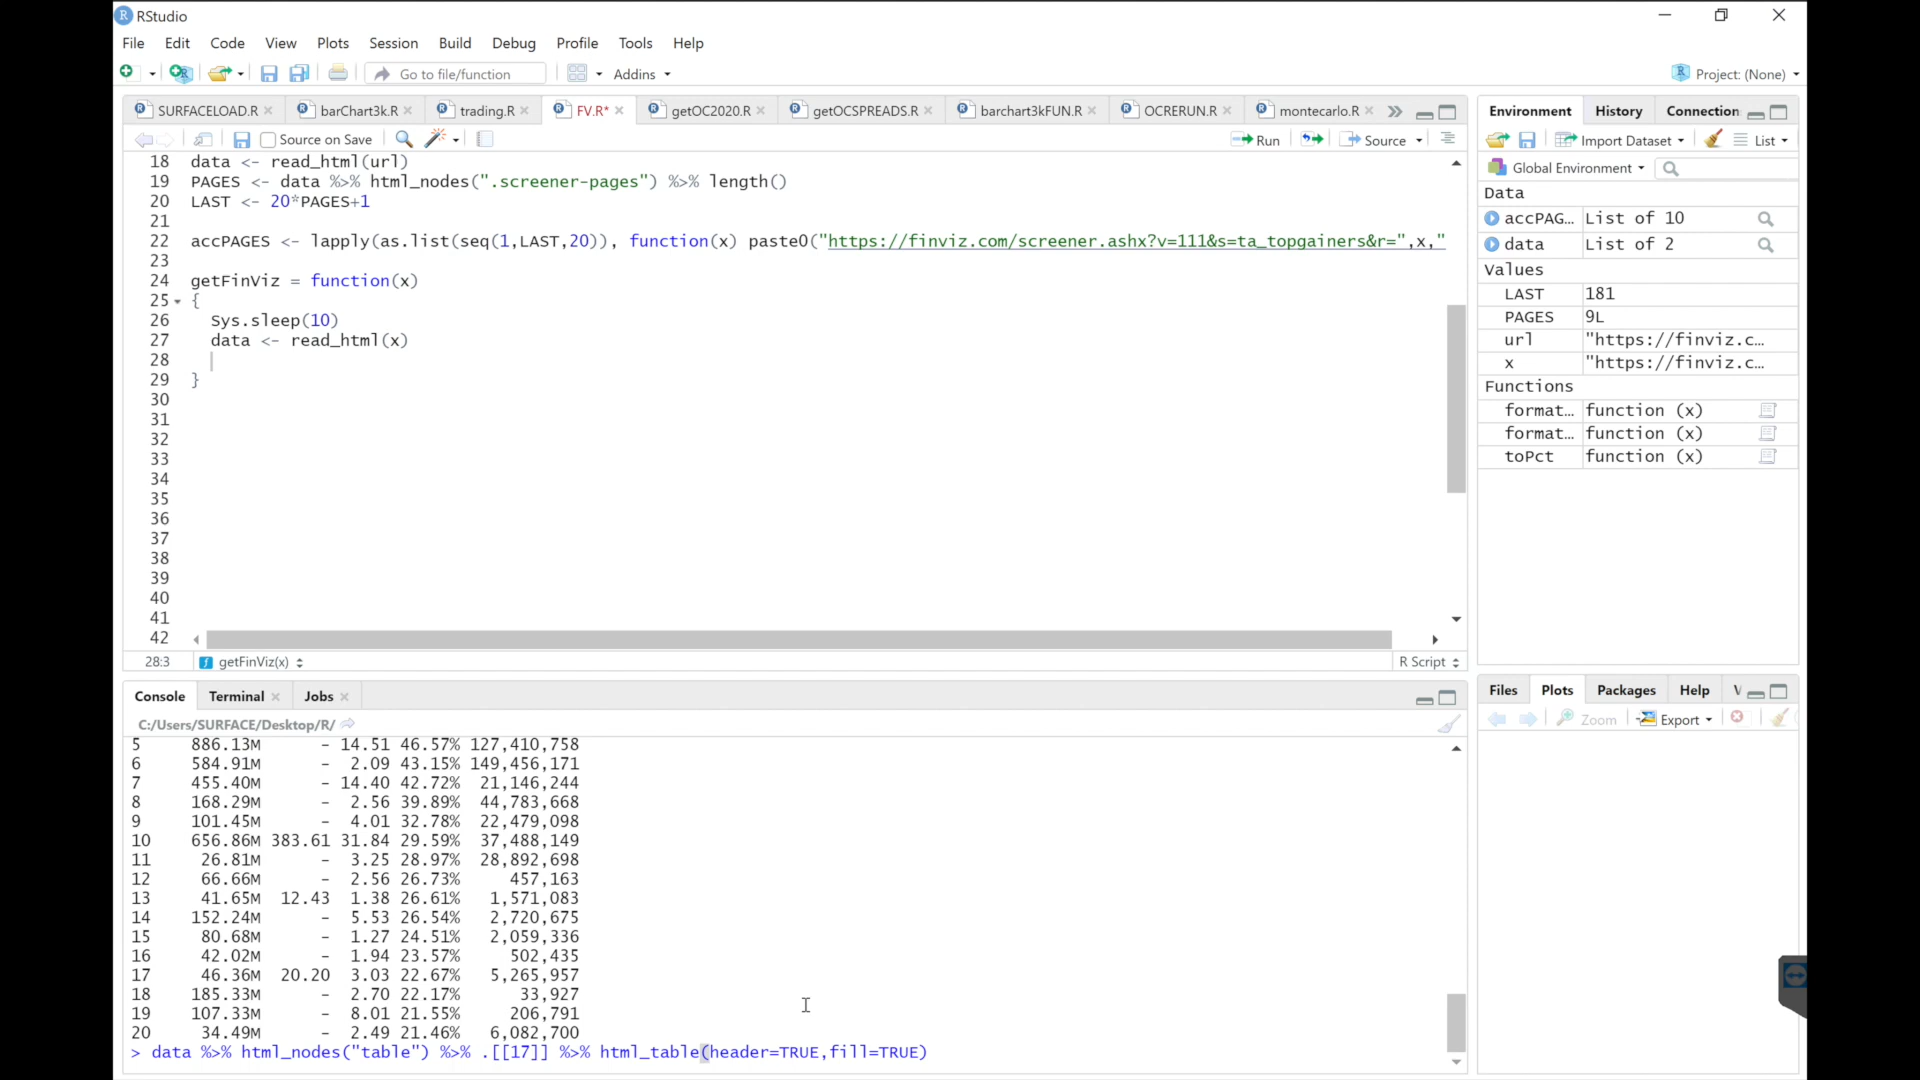 RStudio
File Edit Code View Plots Session Build Debug Profile Tools Help
Go to file/function Addins Project: (None)
SURFACELOAD.R barChart3k.R trading.R FV.R* getOC2020.R getOCSPREADS.R barchart3kFUN.R OCRERUN.R montecarlo.R
Source on Save Run Source
18 data <- read_html(url)
19 PAGES <- data %>% html_nodes(".screener-pages") %>% length()
20 LAST <- 20*PAGES+1
21
22 accPAGES <- lapply(as.list(seq(1,LAST,20)), function(x) paste0("https://finviz.com/screener.ashx?v=111&s=ta_topgainers&r=",x,"
23
24 getFinViz = function(x)
25 {
26 Sys.sleep(10)
27 data <- read_html(x)
28
29 }
30
31
32
33
34
35
36
37
38
39
40
41
42
28:3 getFinViz(x) R Script
Console Terminal Jobs
C:/Users/SURFACE/Desktop/R/
5 886.13M - 14.51 46.57% 127,410,758
6 584.91M - 2.09 43.15% 149,456,171
7 455.40M - 14.40 42.72% 21,146,244
8 168.29M - 2.56 39.89% 44,783,668
9 101.45M - 4.01 32.78% 22,479,098
10 656.86M 383.61 31.84 29.59% 37,488,149
11 26.81M - 3.25 28.97% 28,892,698
12 66.66M - 2.56 26.73% 457,163
13 41.65M 12.43 1.38 26.61% 1,571,083
14 152.24M - 5.53 26.54% 2,720,675
15 80.68M - 1.27 24.51% 2,059,336
16 42.02M - 1.94 23.57% 502,435
17 46.36M 20.20 3.03 22.67% 5,265,957
18 185.33M - 2.70 22.17% 33,927
19 107.33M - 8.01 21.55% 206,791
20 34.49M - 2.49 21.46% 6,082,700
> data %>% html_nodes("table") %>% .[[17]] %>% html_table(header=TRUE,fill=TRUE)
Environment History Connection
Import Dataset List
Global Environment
Data
accPAG… List of 10
data List of 2
Values
LAST 181
PAGES 9L
url "https://finviz.c…
x "https://finviz.c…
Functions
format… function (x)
format… function (x)
toPct function (x)
Files Plots Packages Help V
Zoom Export